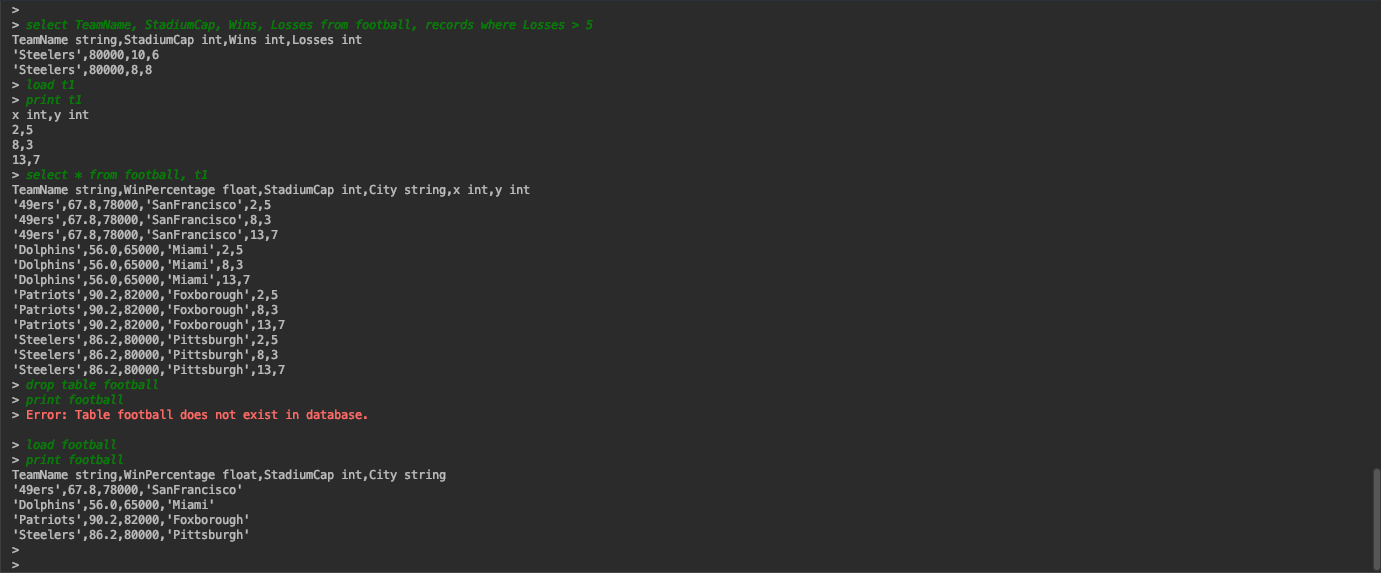 >
> select TeamName, StadiumCap, Wins, Losses from football, records where Losses > 5
TeamName string,StadiumCap int,Wins int,Losses int
'Steelers',80000,10,6
'Steelers',80000,8,8
> load t1
> print t1
x int,y int
2,5
8,3
13,7
> select * from football, t1
TeamName string,WinPercentage float,StadiumCap int,City string,x int,y int
'49ers',67.8,78000,'SanFrancisco',2,5
'49ers',67.8,78000,'SanFrancisco',8,3
'49ers',67.8,78000,'SanFrancisco',13,7
'Dolphins',56.0,65000,'Miami',2,5
'Dolphins',56.0,65000,'Miami',8,3
'Dolphins',56.0,65000,'Miami',13,7
'Patriots',90.2,82000,'Foxborough',2,5
'Patriots',90.2,82000,'Foxborough',8,3
'Patriots',90.2,82000,'Foxborough',13,7
'Steelers',86.2,80000,'Pittsburgh',2,5
'Steelers',86.2,80000,'Pittsburgh',8,3
'Steelers',86.2,80000,'Pittsburgh',13,7
> drop table football
> print football
> Error: Table football does not exist in database.
> load football
> print football
TeamName string,WinPercentage float,StadiumCap int,City string
'49ers',67.8,78000,'SanFrancisco'
'Dolphins',56.0,65000,'Miami'
'Patriots',90.2,82000,'Foxborough'
'Steelers',86.2,80000,'Pittsburgh'
>
>